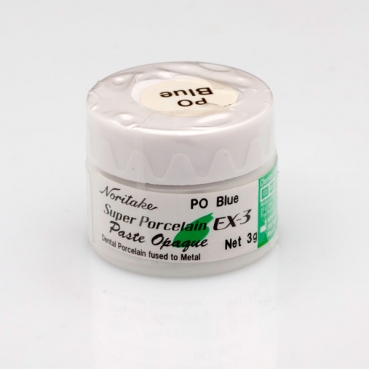 PO
Blue
Noritake
PO Blue
Super Porcelain EX-3
Paste Opaque
Net 3g
Dental Porcelain fused to Metal